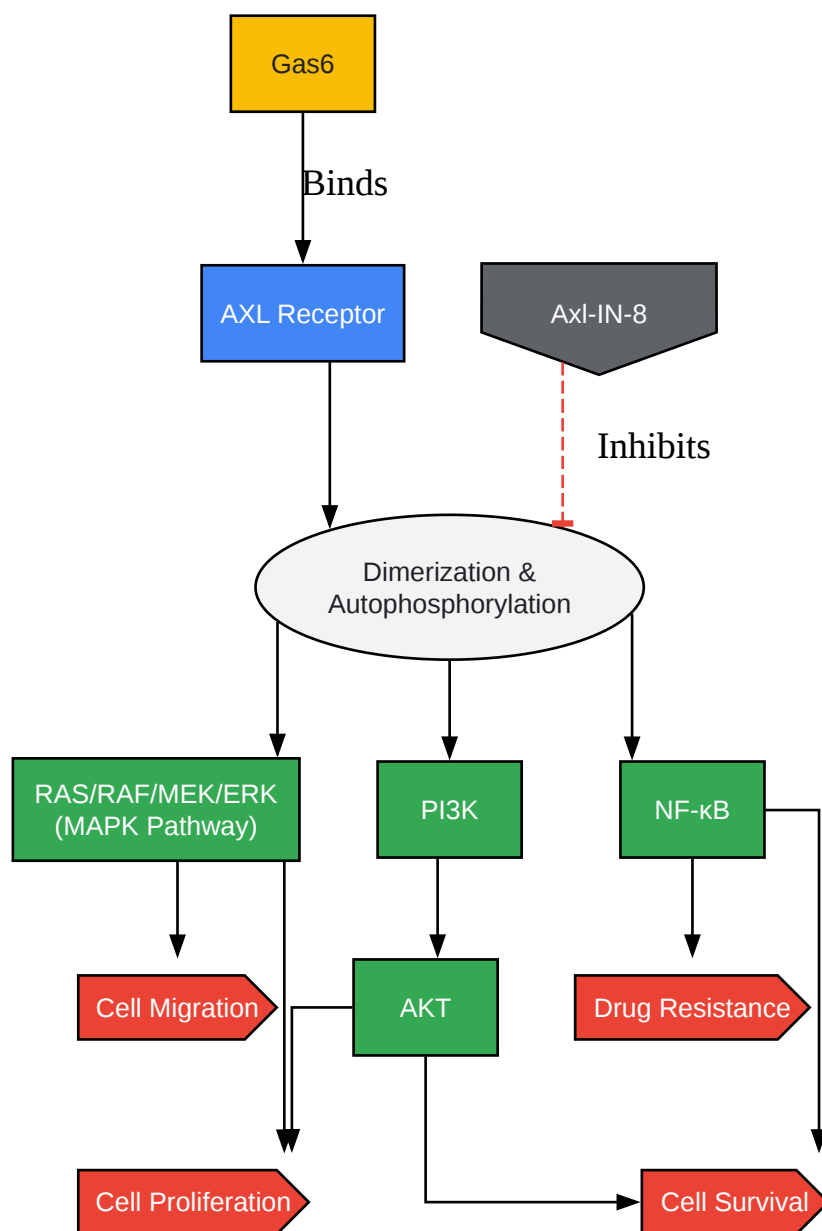 Gas6
Binds
AXL Receptor
Axl-IN-8
Inhibits
Dimerization &
Autophosphorylation
RAS/RAF/MEK/ERK
(MAPK Pathway)
PI3K
NF-κB
Cell Migration
AKT
Drug Resistance
Cell Proliferation
Cell Survival